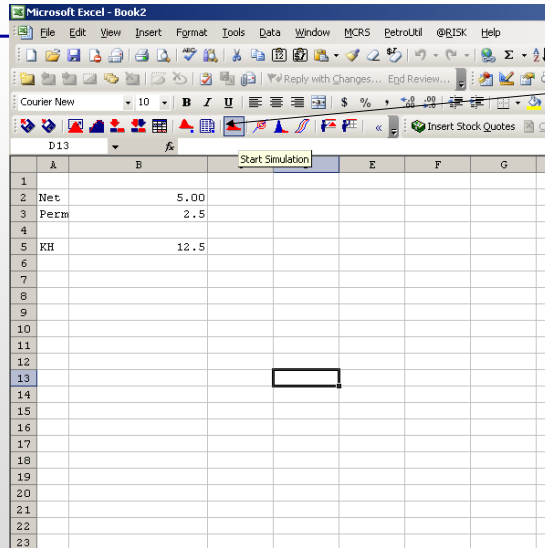 Microsoft Excel - Book2
File Edit View Insert Format Tools Data Window MCRS PetroUtil @RISK Help
Reply with Changes... End Review...
Courier New 10 B I U $ % ,
« Insert Stock Quotes
D13 fx
Start Simulation
A B E F G
1
2 Net 5.00
3 Perm 2.5
4
5 KH 12.5
6
7
8
9
10
11
12
13
14
15
16
17
18
19
20
21
22
23